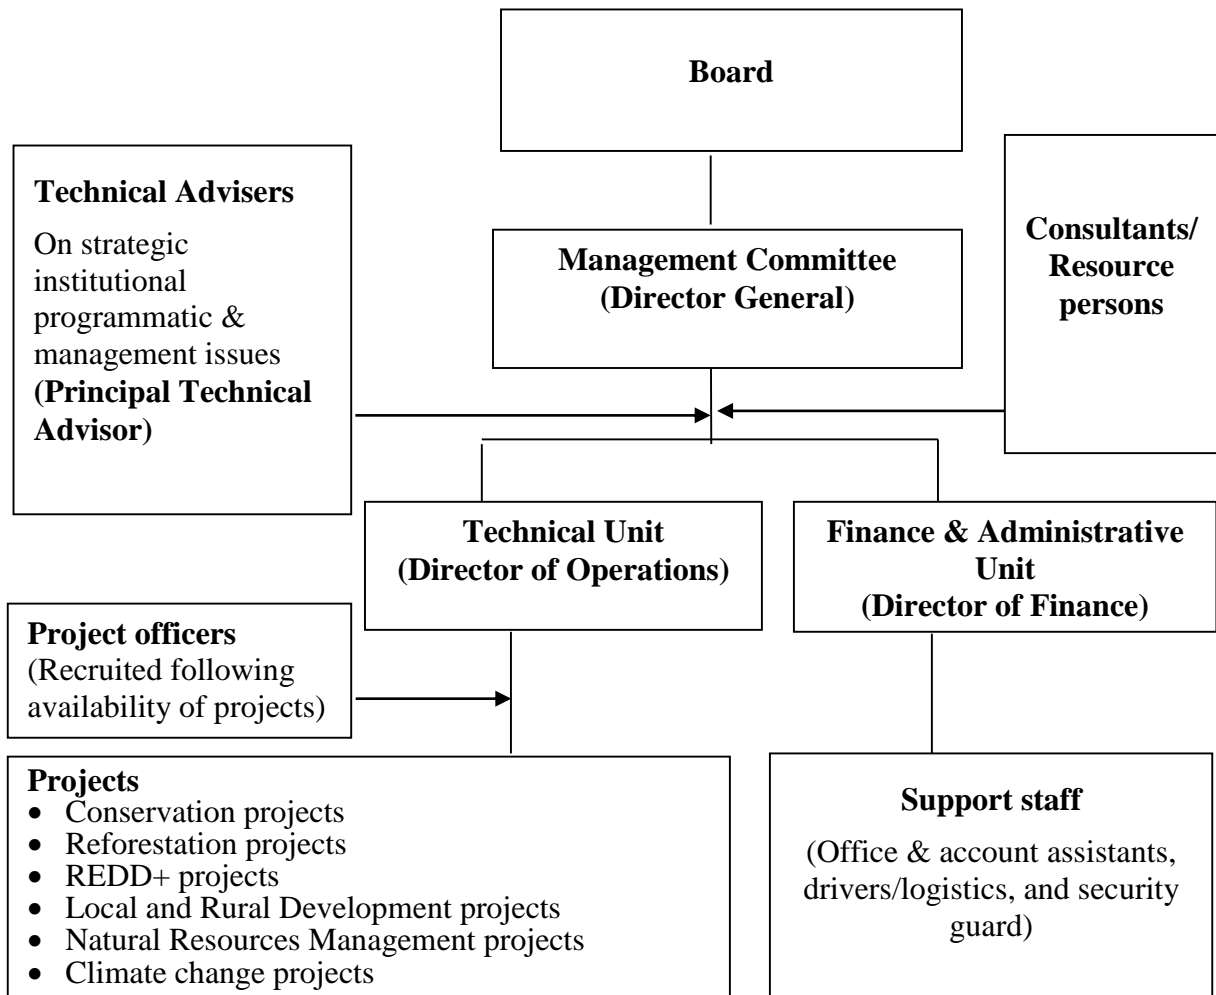 Board
Technical Advisers
On strategic
institutional
programmatic &
management issues
(Principal Technical
Advisor)
Management Committee
(Director General)
Consultants/
Resource
persons
Technical Unit
(Director of Operations)
Finance & Administrative
Unit
(Director of Finance)
Project officers
(Recruited following
availability of projects)
Projects
• Conservation projects
• Reforestation projects
• REDD+ projects
• Local and Rural Development projects
• Natural Resources Management projects
• Climate change projects
Support staff
(Office & account assistants,
drivers/logistics, and security
guard)